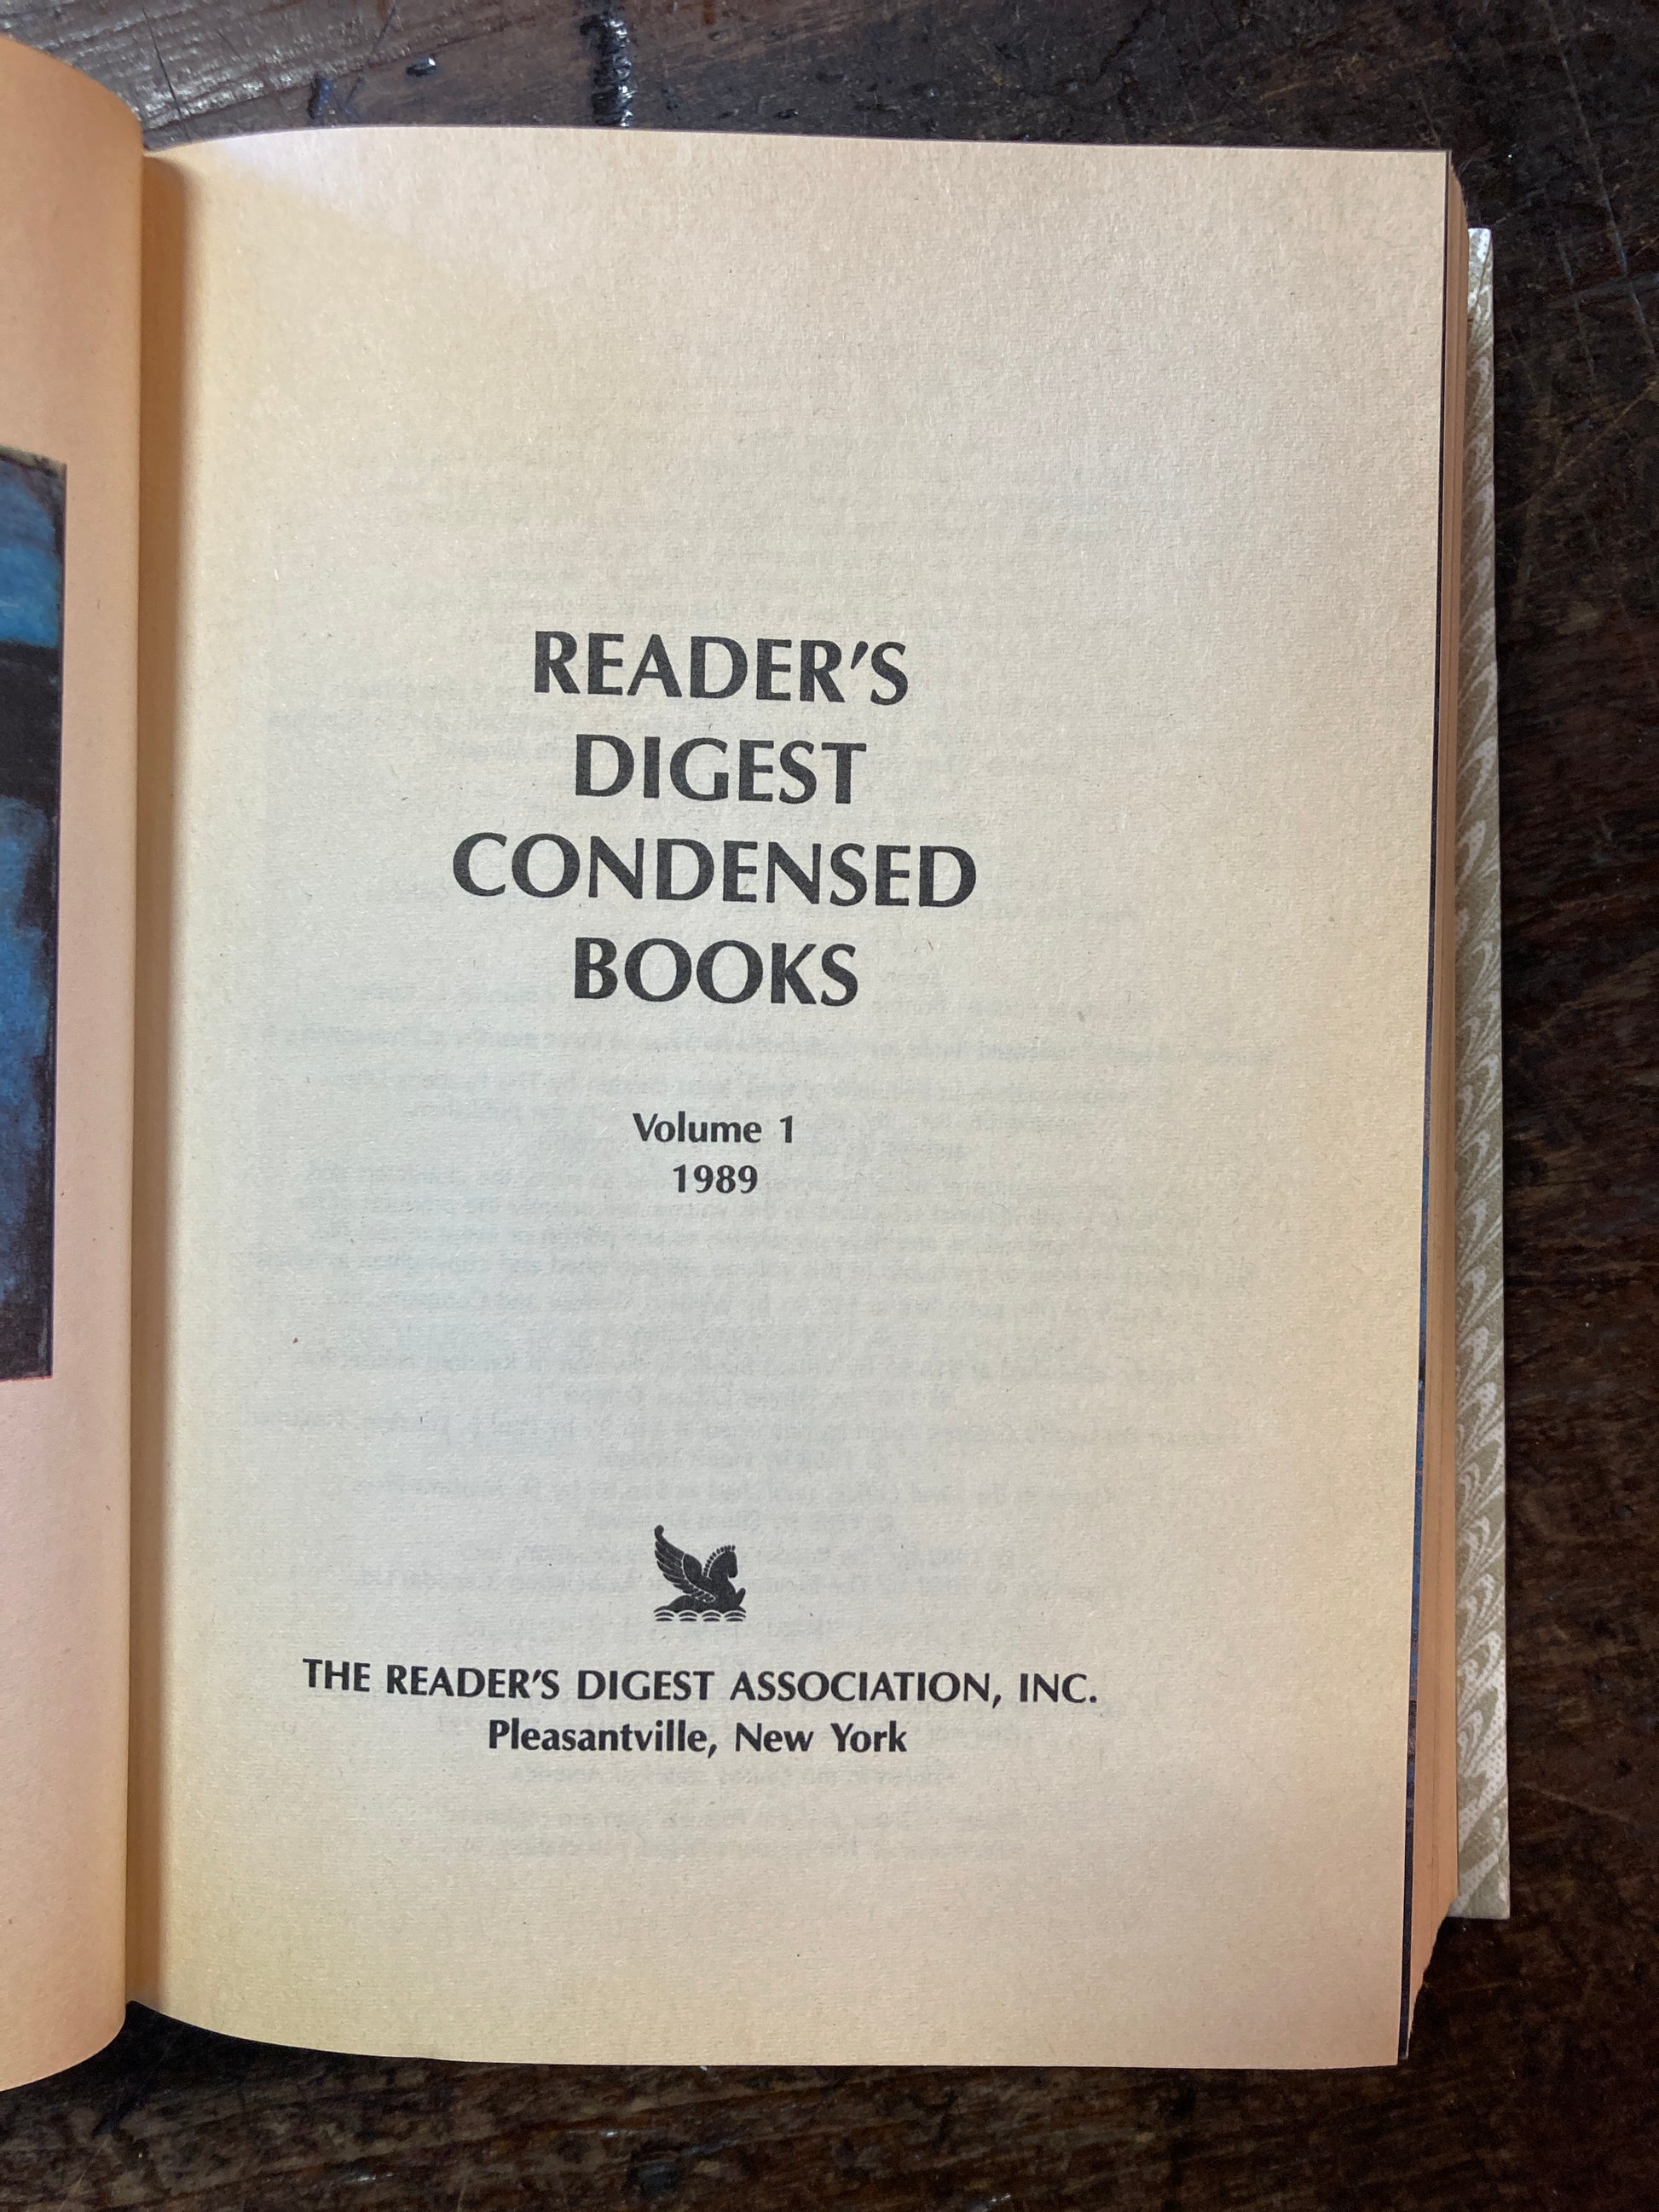 READER'S
DIGEST
CONDENSED
BOOKS
Volume 1
1989
THE READER'S DIGEST ASSOCIATION, INC.
Pleasantville, New York